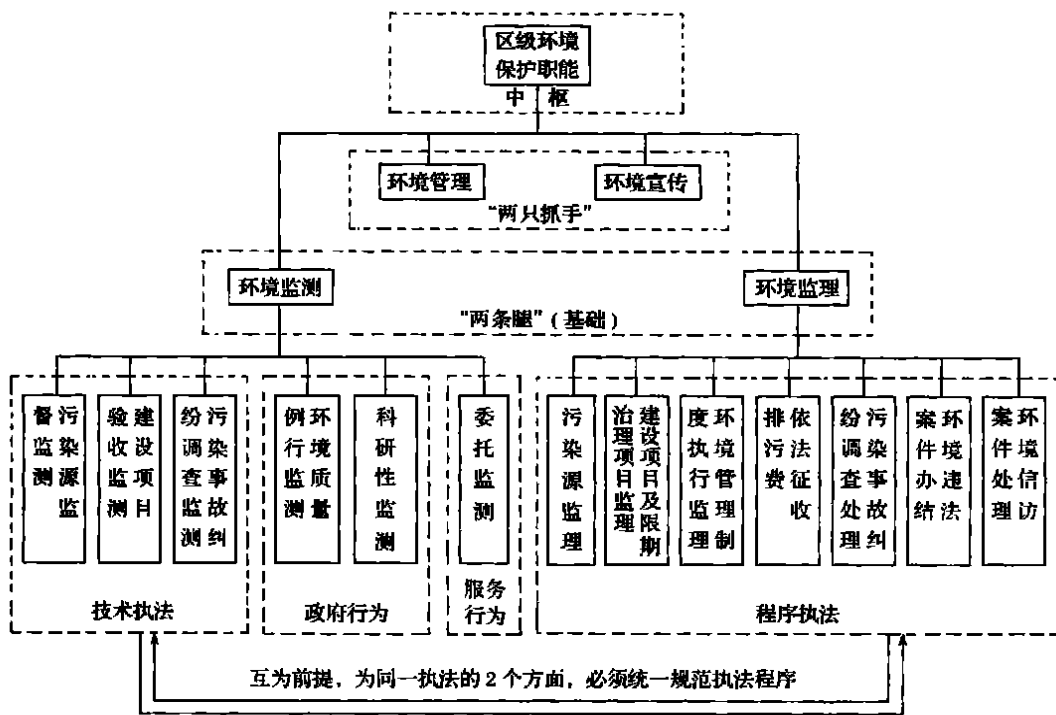 区级环境
保护职能
中枢
环境管理
环境宣传
"两只抓手"
环境监测
环境监理
"两条腿"(基础)
污染源监
督监测
建设项目
验收监测
污染事故纠
纷调查监测
环境质量
例行监测
科研性监测
委托监测
污染源监理
建设项目及限期
治理项目监理
环境管理制
度执行监理
依法征收
排污费
污染事故纠
纷调查处理
环境违法
案件办结
环境信访
案件处理
技术执法
政府行为
服务
行为
程序执法
互为前提,为同一执法的2个方面,必须统一规范执法程序